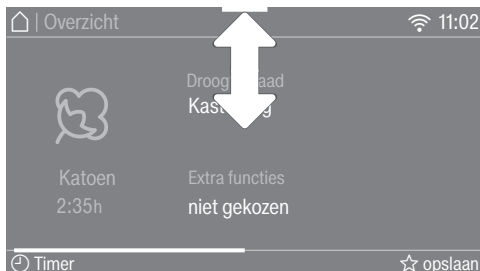 | Overzicht
11:02
Katoen
2:35h
Extra functies
niet gekozen
Timer
opslaan